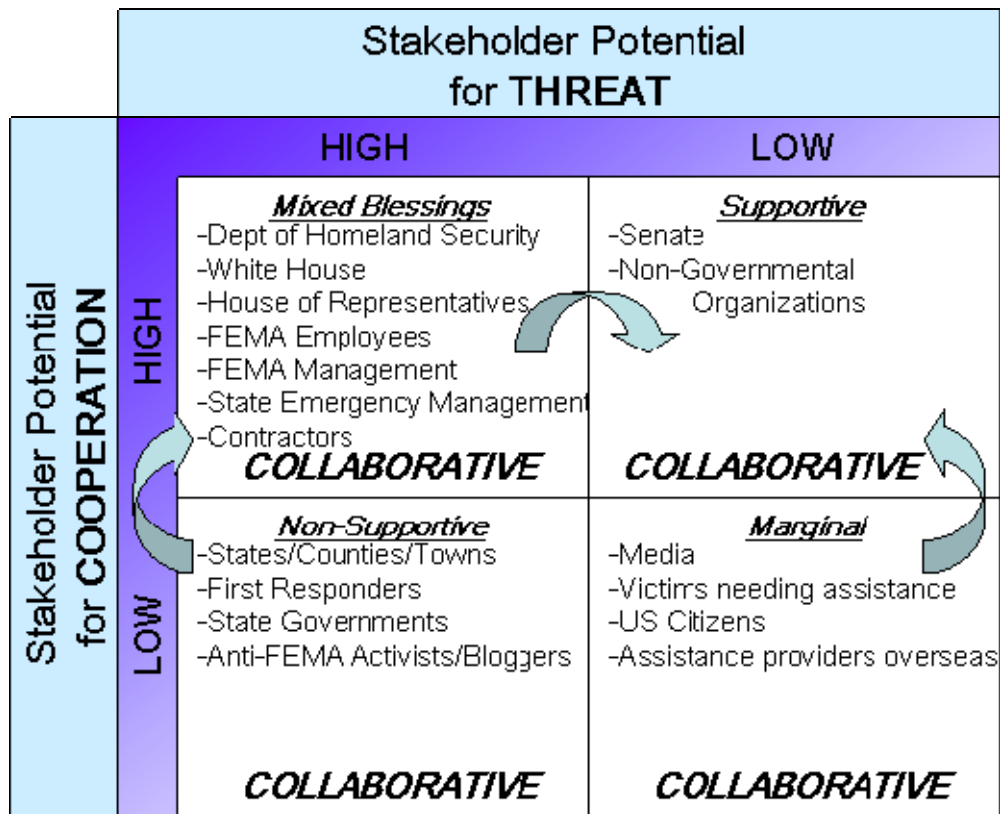 Stakeholder Potential
for THREAT
HIGH
LOW
Stakeholder Potential
for COOPERATION
HIGH
LOW
Mixed Blessings
-Dept of Homeland Security
-White House
-House of Representatives
-FEMA Employees
-FEMA Management
-State Emergency Management
-Contractors
COLLABORATIVE
Supportive
-Senate
-Non-Governmental
Organizations
COLLABORATIVE
Non-Supportive
-States/Counties/Towns
-First Responders
-State Governments
-Anti-FEMA Activists/Bloggers
COLLABORATIVE
Marginal
-Media
-Victims needing assistance
-US Citizens
-Assistance providers overseas
COLLABORATIVE